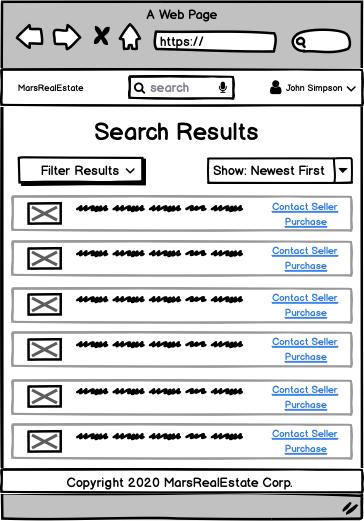 A Web Page
https://
MarsRealEstate
search
John Simpson
Search Results
Filter Results
Show: Newest First
Contact Seller
Purchase
Contact Seller
Purchase
Contact Seller
Purchase
Contact Seller
Purchase
Contact Seller
Purchase
Contact Seller
Purchase
Copyright 2020 MarsRealEstate Corp.